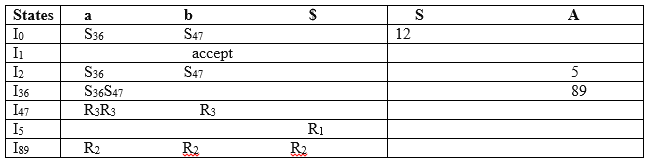 States a b $ S A
I0 S36 S47 12
I1 accept
I2 S36 S47 5
I36 S36S47 89
I47 R3R3 R3
I5 R1
I89 R2 R2 R2